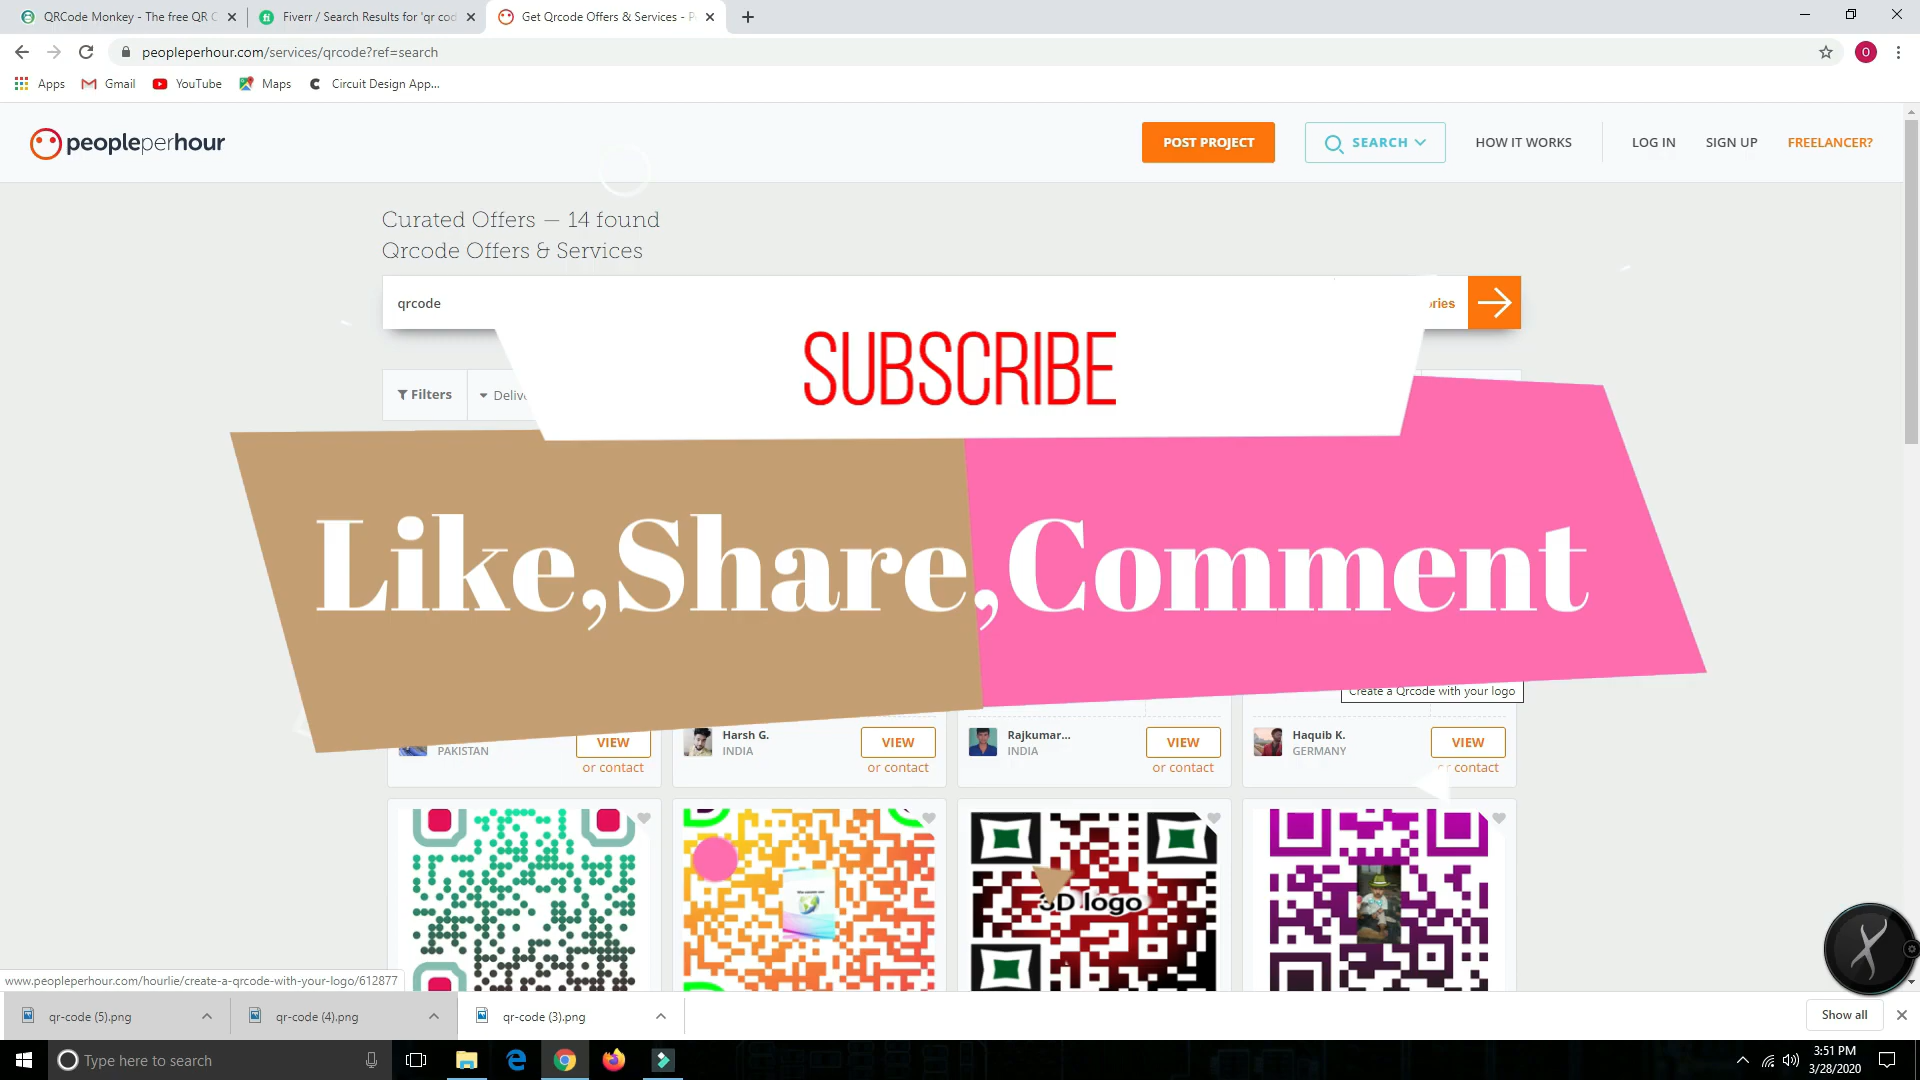 QRCode Monkey - The free QR C
Fiverr / Search Results for 'qr cod
Get Qrcode Offers & Services - P
peopleperhour.com/services/qrcode?ref=search
O
Apps
Gmail
YouTube
Maps
Circuit Design App...
peopleperhour
POST PROJECT
SEARCH
HOW IT WORKS
LOG IN
SIGN UP
FREELANCER?
Curated Offers — 14 found
Qrcode Offers & Services
qrcode
ories
SUBSCRIBE
Filters
Delive
Like,Share,Comment
Create a Qrcode with your logo
PAKISTAN
VIEW
or contact
Harsh G.
INDIA
VIEW
or contact
Rajkumar...
INDIA
VIEW
or contact
Haquib K.
GERMANY
VIEW
or contact
3D logo
www.peopleperhour.com/hourlie/create-a-qrcode-with-your-logo/612877
qr-code (5).png
qr-code (4).png
qr-code (3).png
Show all
Type here to search
3:51 PM
3/28/2020